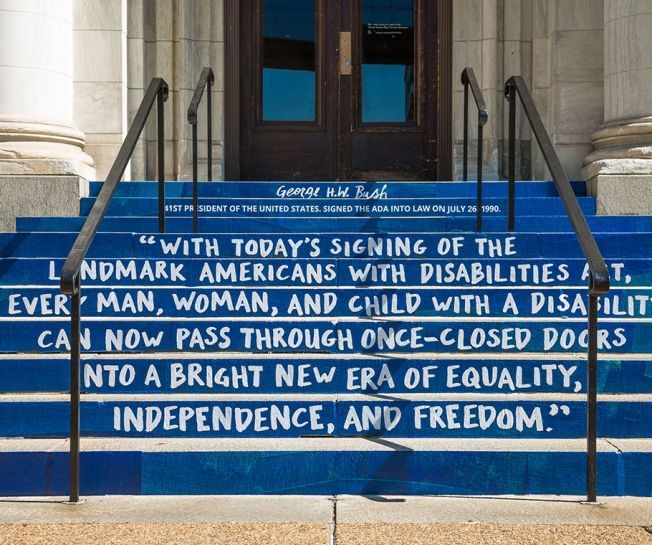 George H.W. Bush
41ST PRESIDENT OF THE UNITED STATES. SIGNED THE ADA INTO LAW ON JULY 26, 1990.
“WITH TODAY’S SIGNING OF THE
LANDMARK AMERICANS WITH DISABILITIES ACT,
EVERY MAN, WOMAN, AND CHILD WITH A DISABILITY
CAN NOW PASS THROUGH ONCE-CLOSED DOORS
INTO A BRIGHT NEW ERA OF EQUALITY,
INDEPENDENCE, AND FREEDOM.”